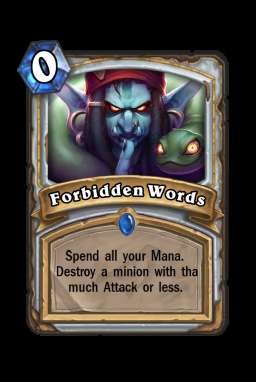 0
Forbidden Words
Spend all your Mana.
Destroy a minion with tha
much Attack or less.